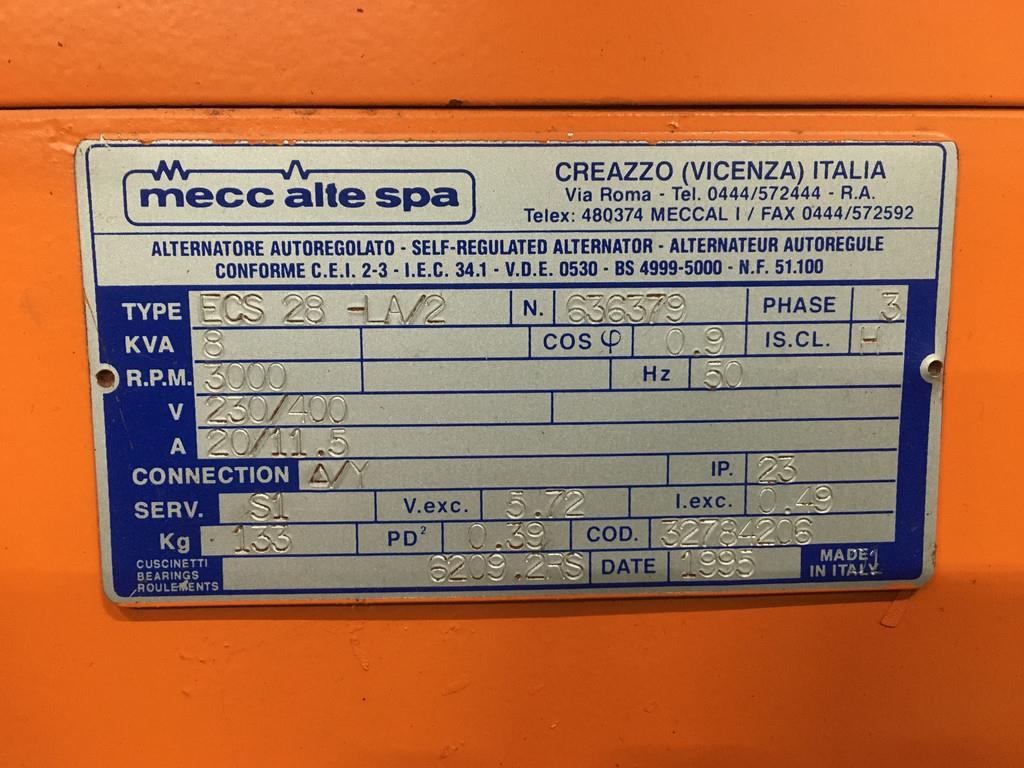 mecc alte spa
CREAZZO (VICENZA) ITALIA
Via Roma - Tel. 0444/572444 - R.A.
Telex: 480374 MECCAL I / FAX 0444/572592
ALTERNATORE AUTOREGOLATO - SELF-REGULATED ALTERNATOR - ALTERNATEUR AUTOREGULE
CONFORME C.E.I. 2-3 - I.E.C. 34.1 - V.D.E. 0530 - BS 4999-5000 - N.F. 51.100
TYPE ECS 28 -LA/2 N. 636379 PHASE 3
KVA 8 COS φ 0.9 IS.CL. H
R.P.M. 3000 Hz 50
V 230/400
A 20/11.5
CONNECTION Δ/Y IP. 23
SERV. S1 V.exc. 5.72 I.exc. 0.49
Kg 133 PD² 0.39 COD. 32784206
CUSCINETTI
BEARINGS
ROULEMENTS
6209.2RS DATE 1995
MADE
IN ITALY